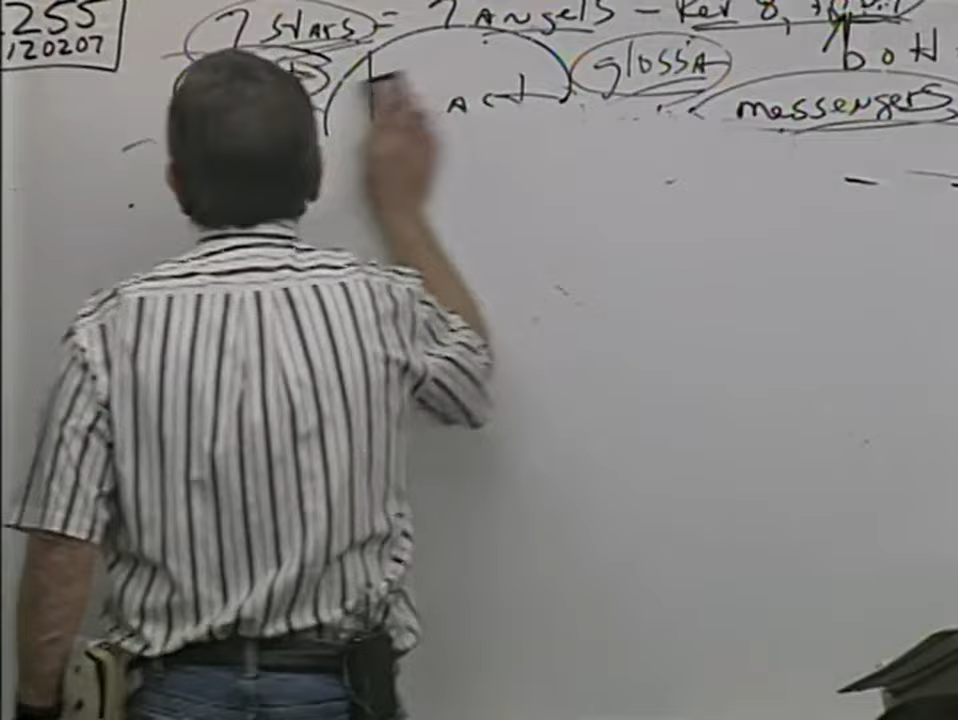 255
120207
7 stars = 7 Angels - Rev 8,
act glossA both
messengers